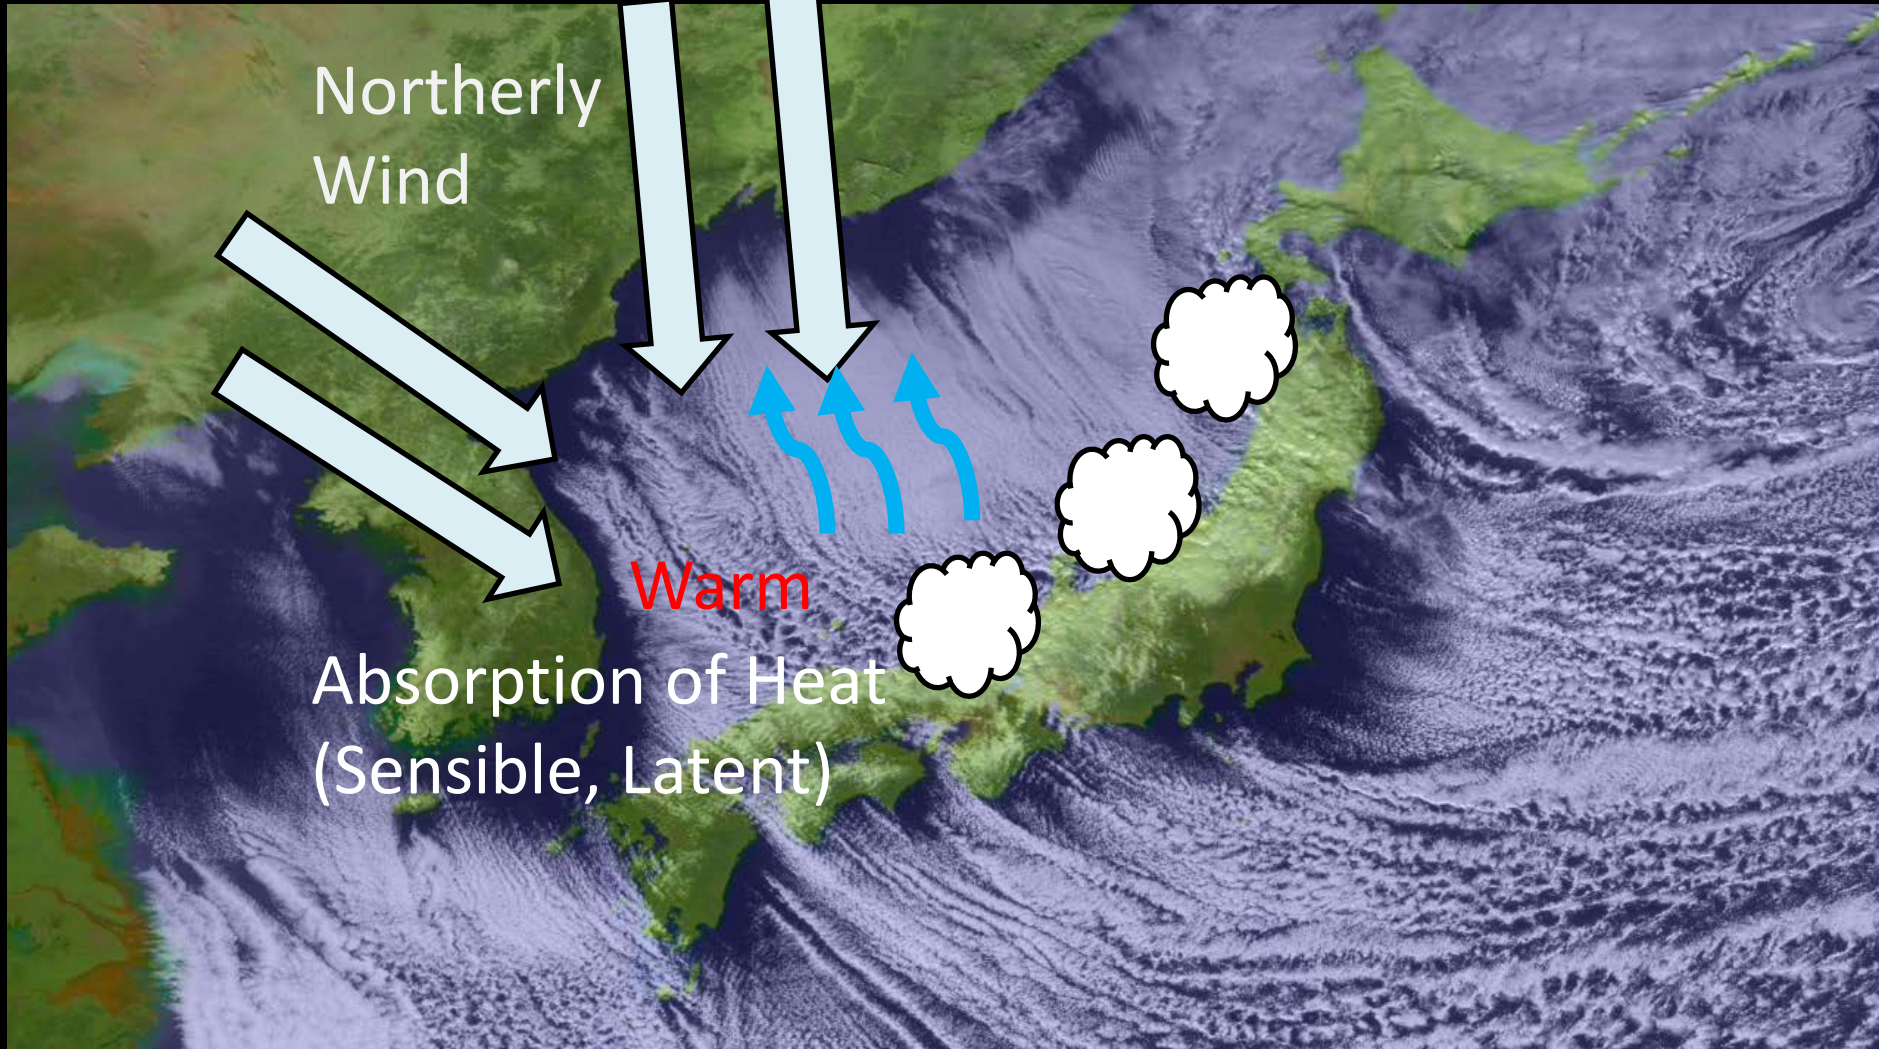 Northerly
Wind
Warm
Absorption of Heat
(Sensible, Latent)